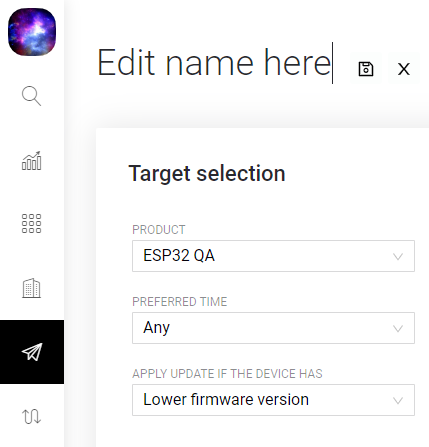 Edit name here
Target selection
PRODUCT
ESP32 QA
PREFERRED TIME
Any
APPLY UPDATE IF THE DEVICE HAS
Lower firmware version